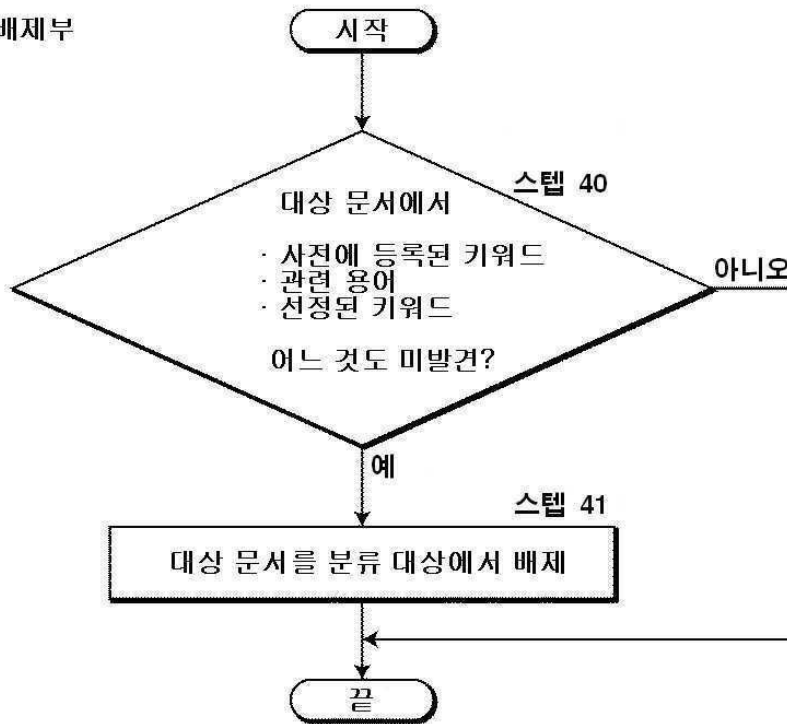 배제부
시작
스텝 40
대상 문서에서
· 사전에 등록된 키워드
· 관련 용어
· 선정된 키워드
어느 것도 미발견?
아니오
예
스텝 41
대상 문서를 분류 대상에서 배제
끝